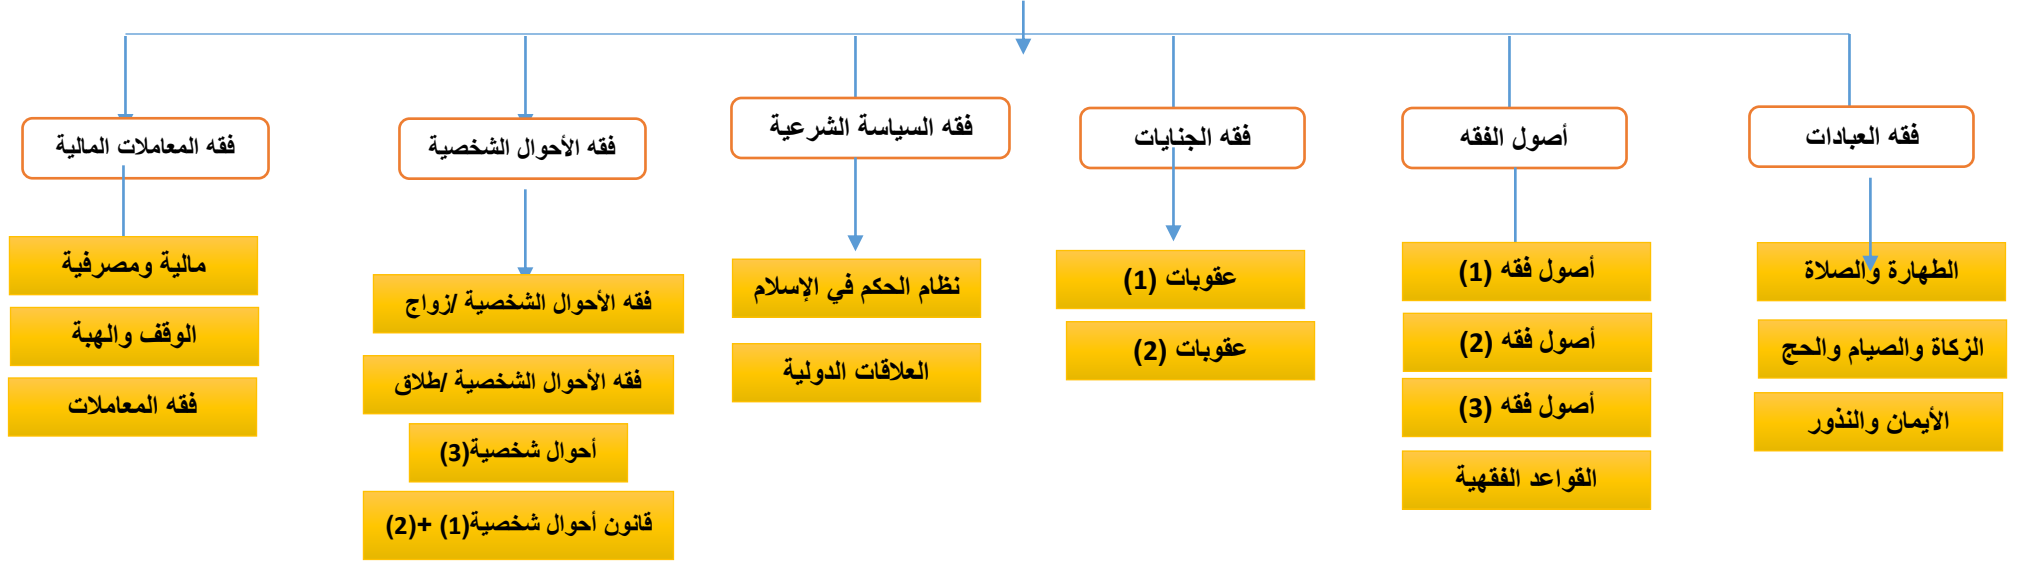 فقه العبادات
أصول الفقه
فقه الجنايات
فقه السياسة الشرعية
فقه الأحوال الشخصية
فقه المعاملات المالية
الطهارة والصلاة
الزكاة والصيام والحج
الأيمان والنذور
أصول فقه (1)
أصول فقه (2)
أصول فقه (3)
القواعد الفقهية
عقوبات (1)
عقوبات (2)
نظام الحكم في الإسلام
العلاقات الدولية
فقه الأحوال الشخصية /زواج
فقه الأحوال الشخصية /طلاق
أحوال شخصية(3)
قانون أحوال شخصية(1) +(2)
مالية ومصرفية
الوقف والهبة
فقه المعاملات